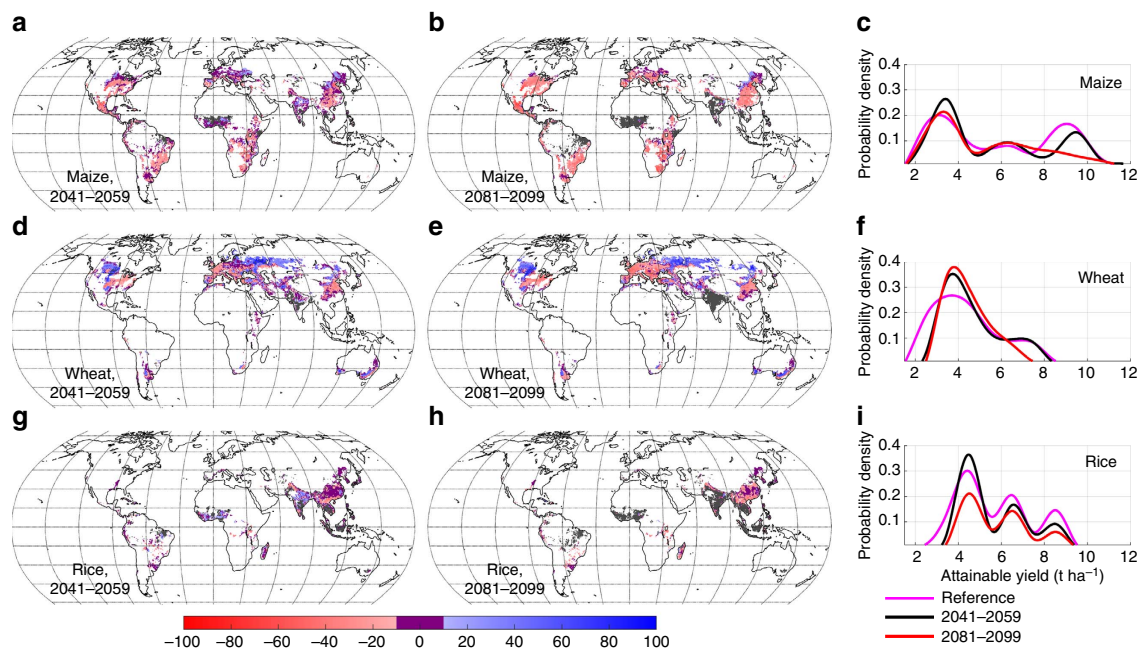 a
b
c
Probability density
0.4
0.3
0.2
0.1
Maize
2 4 6 8 10 12
Maize,
2041–2059
Maize,
2081–2099
d
e
f
Probability density
0.4
0.3
0.2
0.1
Wheat
2 4 6 8 10 12
Wheat,
2041–2059
Wheat,
2081–2099
g
h
i
Probability density
0.4
0.3
0.2
0.1
Rice
2 4 6 8 10 12
Attainable yield (t ha⁻¹)
Rice,
2041–2059
Rice,
2081–2099
Reference
2041–2059
2081–2099
−100 −80 −60 −40 −20 0 20 40 60 80 100